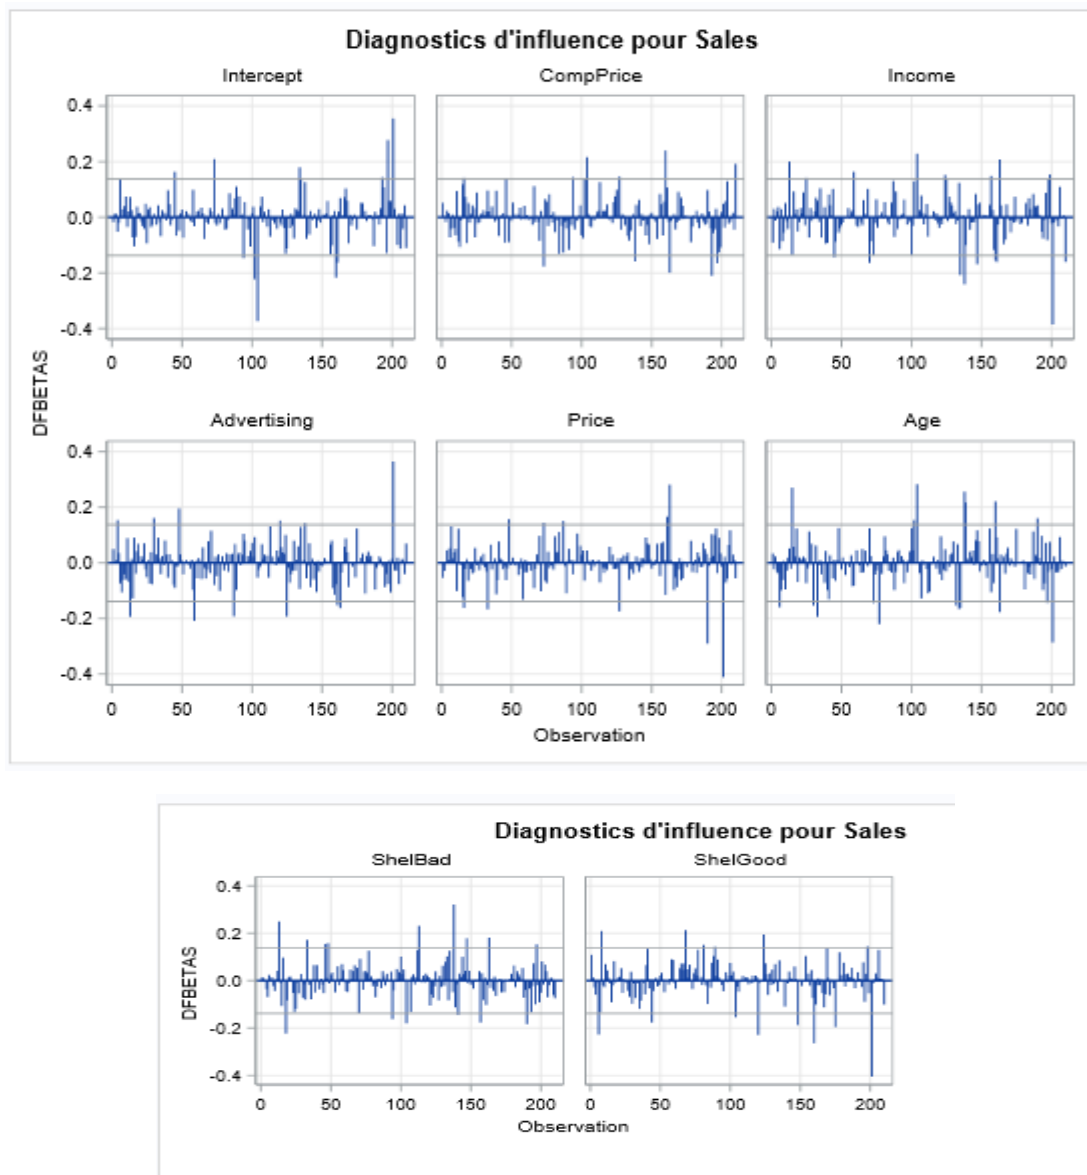 Diagnostics d'influence pour Sales
Intercept CompPrice Income
0.4
0.2
0.0
-0.2
-0.4
0 50 100 150 200 0 50 100 150 200 0 50 100 150 200
DFBETAS
Advertising Price Age
0.4
0.2
0.0
-0.2
-0.4
0 50 100 150 200 0 50 100 150 200 0 50 100 150 200
Observation
Diagnostics d'influence pour Sales
ShelBad ShelGood
0.4
0.2
0.0
-0.2
-0.4
DFBETAS
0 50 100 150 200 0 50 100 150 200
Observation